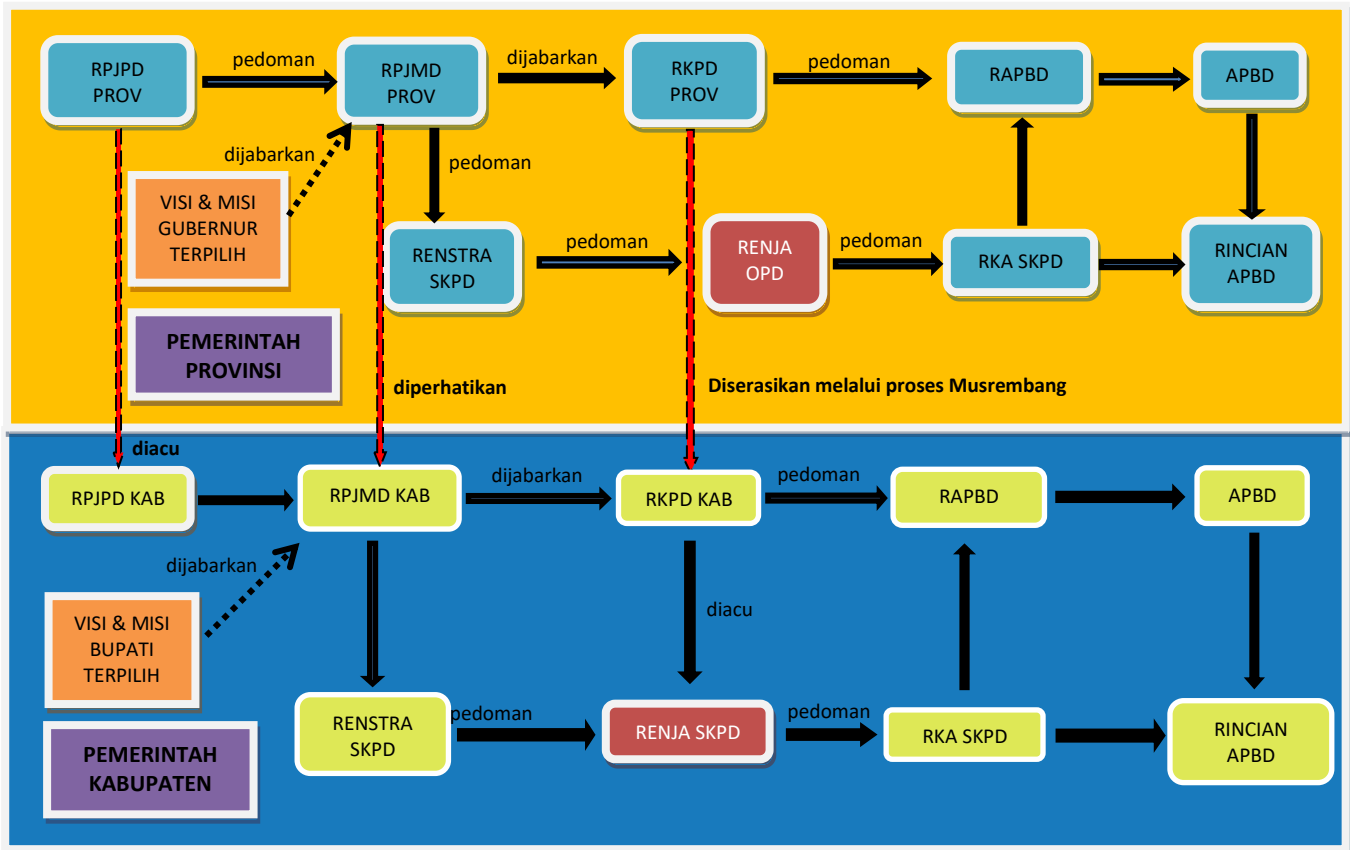 RPJPD
PROV
pedoman
RPJMD
PROV
dijabarkan
RKPD
PROV
pedoman
RAPBD
APBD
dijabarkan
pedoman
VISI & MISI
GUBERNUR
TERPILIH
RENSTRA
SKPD
pedoman
RENJA
OPD
pedoman
RKA SKPD
RINCIAN
APBD
PEMERINTAH
PROVINSI
diperhatikan
Diserasikan melalui proses Musrembang
diacu
RPJPD KAB
RPJMD KAB
dijabarkan
RKPD KAB
pedoman
RAPBD
APBD
dijabarkan
VISI & MISI
BUPATI
TERPILIH
diacu
RENSTRA
SKPD
pedoman
RENJA SKPD
pedoman
RKA SKPD
RINCIAN
APBD
PEMERINTAH
KABUPATEN